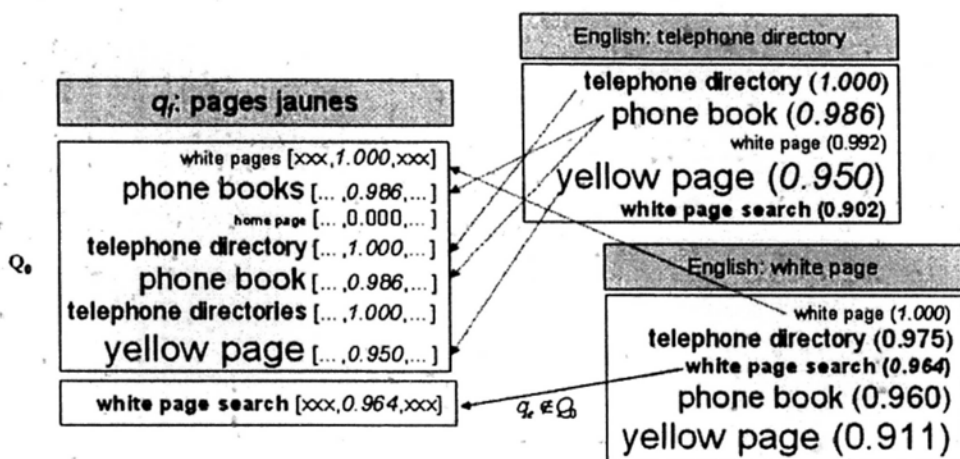 English: telephone directory
telephone directory (1.000)
phone book (0.986)
white page (0.992)
yellow page (0.950)
white page search (0.902)
q_f: pages jaunes
white pages [xxx,1.000,xxx]
phone books [... ,0.986,...]
home page [... ,0.000,...]
telephone directory [... ,1.000,...]
phone book [... ,0.986,...]
telephone directories [... ,1.000,...]
yellow page [... ,0.950,...]
Q₀
white page search [xxx,0.964,xxx]
qₑ ∉ Q₀
English: white page
white page (1.000)
telephone directory (0.975)
white page search (0.964)
phone book (0.960)
yellow page (0.911)